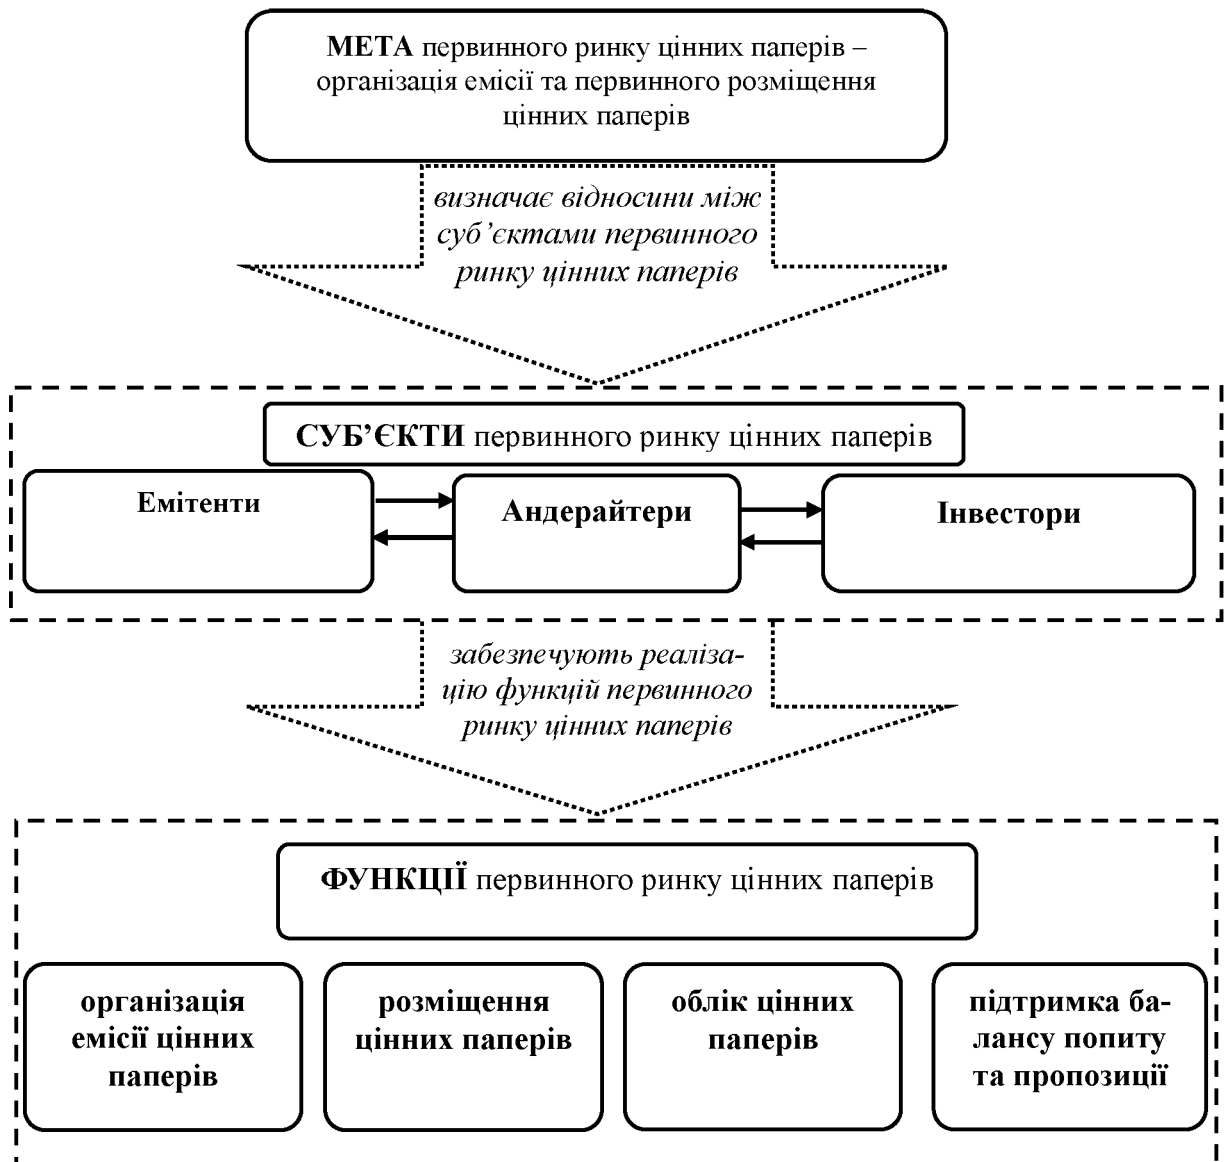 МЕТА первинного ринку цінних паперів –
організація емісії та первинного розміщення
цінних паперів
визначає відносини між
суб’єктами первинного
ринку цінних паперів
СУБ’ЄКТИ первинного ринку цінних паперів
Емітенти
Андерайтери
Інвестори
забезпечують реаліза-
цію функцій первинного
ринку цінних паперів
ФУНКЦІЇ первинного ринку цінних паперів
організація
емісії цінних
паперів
розміщення
цінних паперів
облік цінних
паперів
підтримка ба-
лансу попиту
та пропозиції